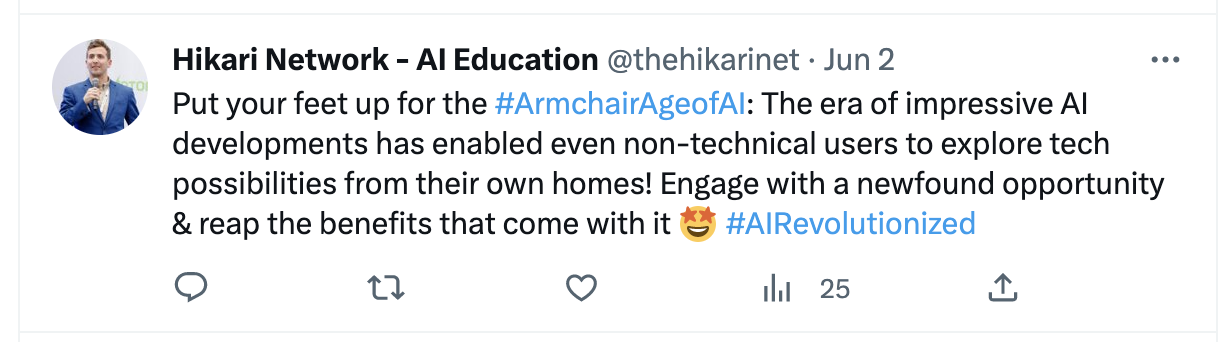 Hikari Network - AI Education @thehikarinet · Jun 2
Put your feet up for the #ArmchairAgeofAI: The era of impressive AI
developments has enabled even non-technical users to explore tech
possibilities from their own homes! Engage with a newfound opportunity
& reap the benefits that come with it 🤩 #AIRevolutionized
25